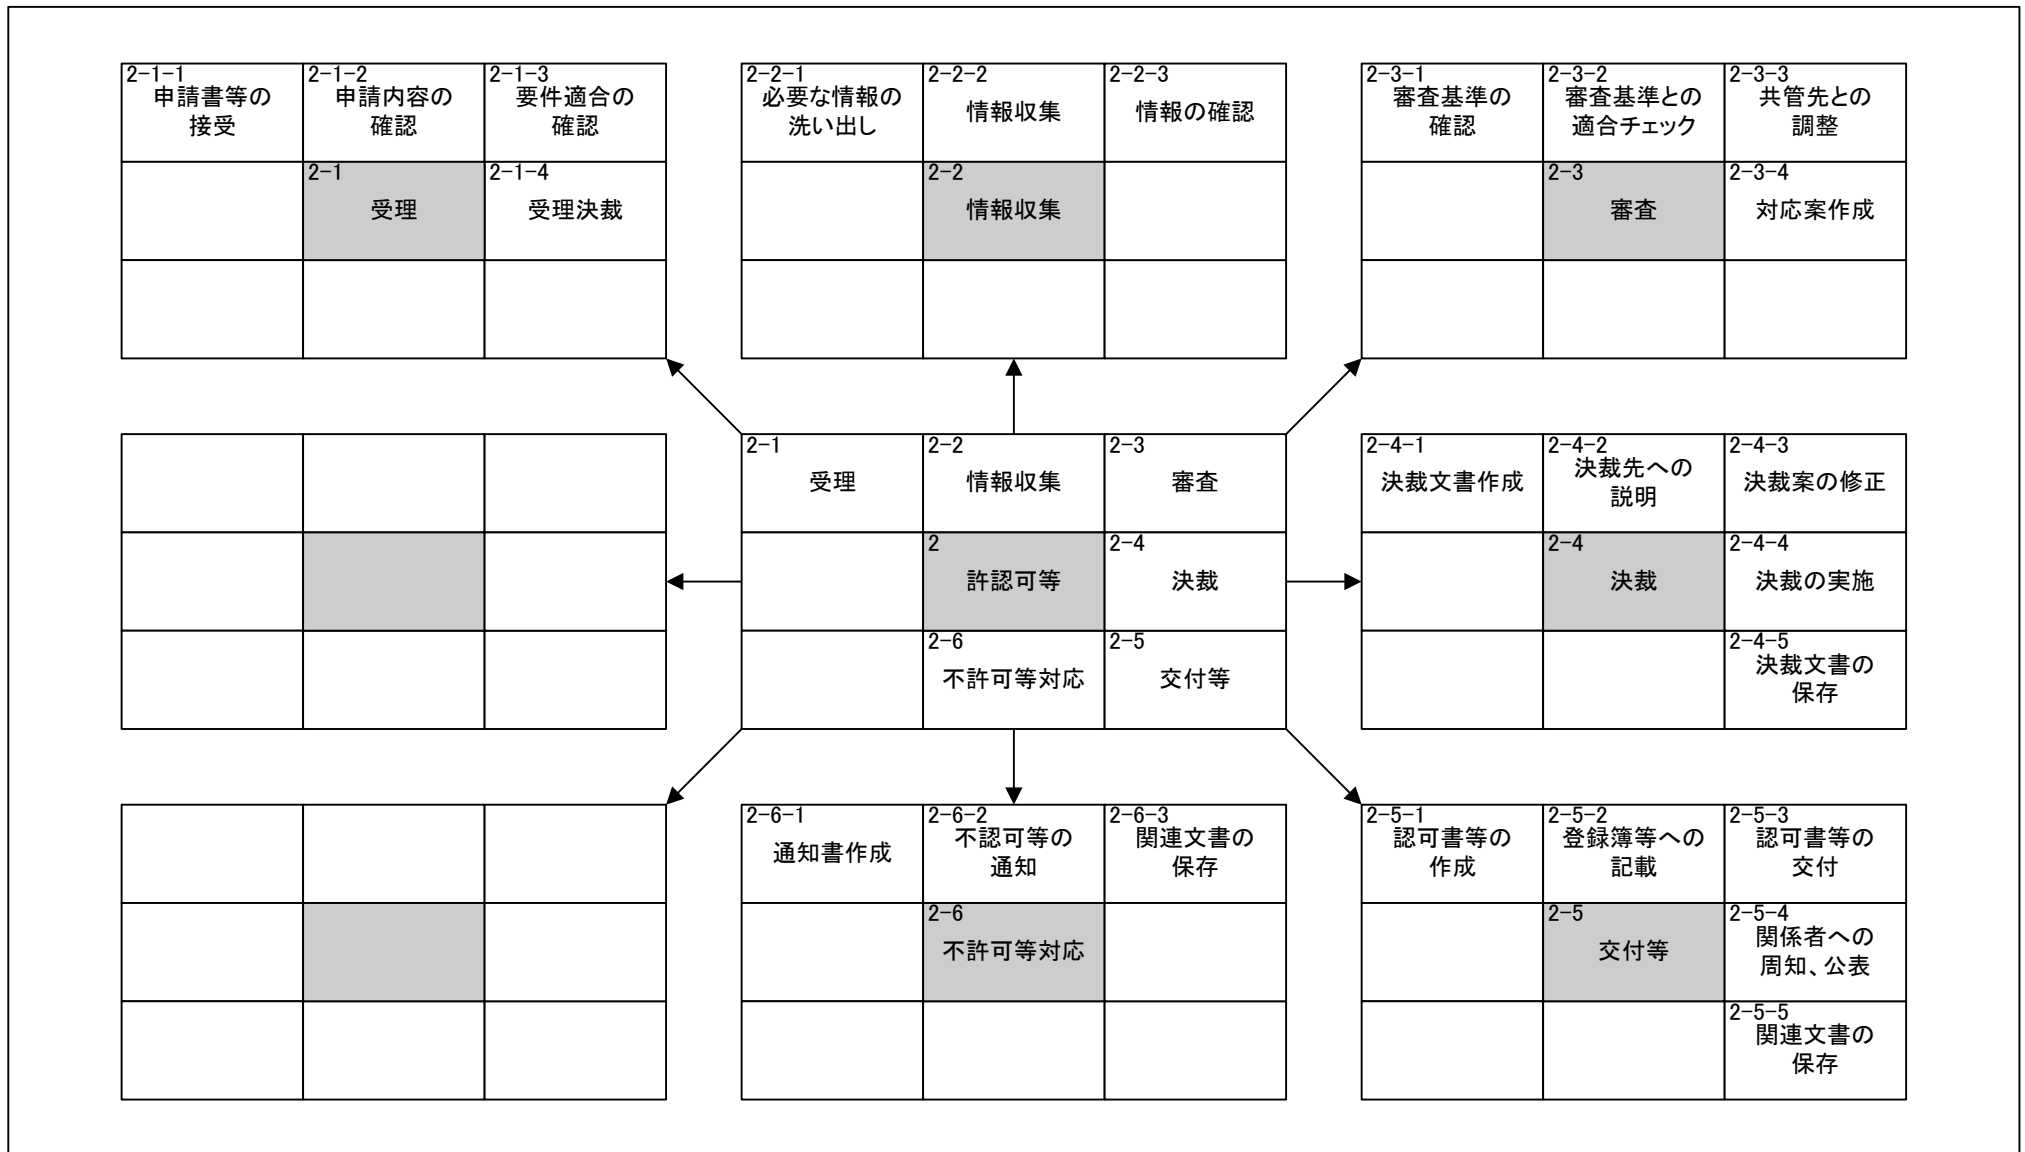 2-1-1
申請書等の
接受
2-1-2
申請内容の
確認
2-1-3
要件適合の
確認
2-1
受理
2-1-4
受理決裁
2-2-1
必要な情報の
洗い出し
2-2-2
情報収集
2-2-3
情報の確認
2-2
情報収集
2-3-1
審査基準の
確認
2-3-2
審査基準との
適合チェック
2-3-3
共管先との
調整
2-3
審査
2-3-4
対応案作成
2-1
受理
2-2
情報収集
2-3
審査
2
許認可等
2-4
決裁
2-6
不許可等対応
2-5
交付等
2-4-1
決裁文書作成
2-4-2
決裁先への
説明
2-4-3
決裁案の修正
2-4
決裁
2-4-4
決裁の実施
2-4-5
決裁文書の
保存
2-6-1
通知書作成
2-6-2
不認可等の
通知
2-6-3
関連文書の
保存
2-6
不許可等対応
2-5-1
認可書等の
作成
2-5-2
登録簿等への
記載
2-5-3
認可書等の
交付
2-5
交付等
2-5-4
関係者への
周知、公表
2-5-5
関連文書の
保存